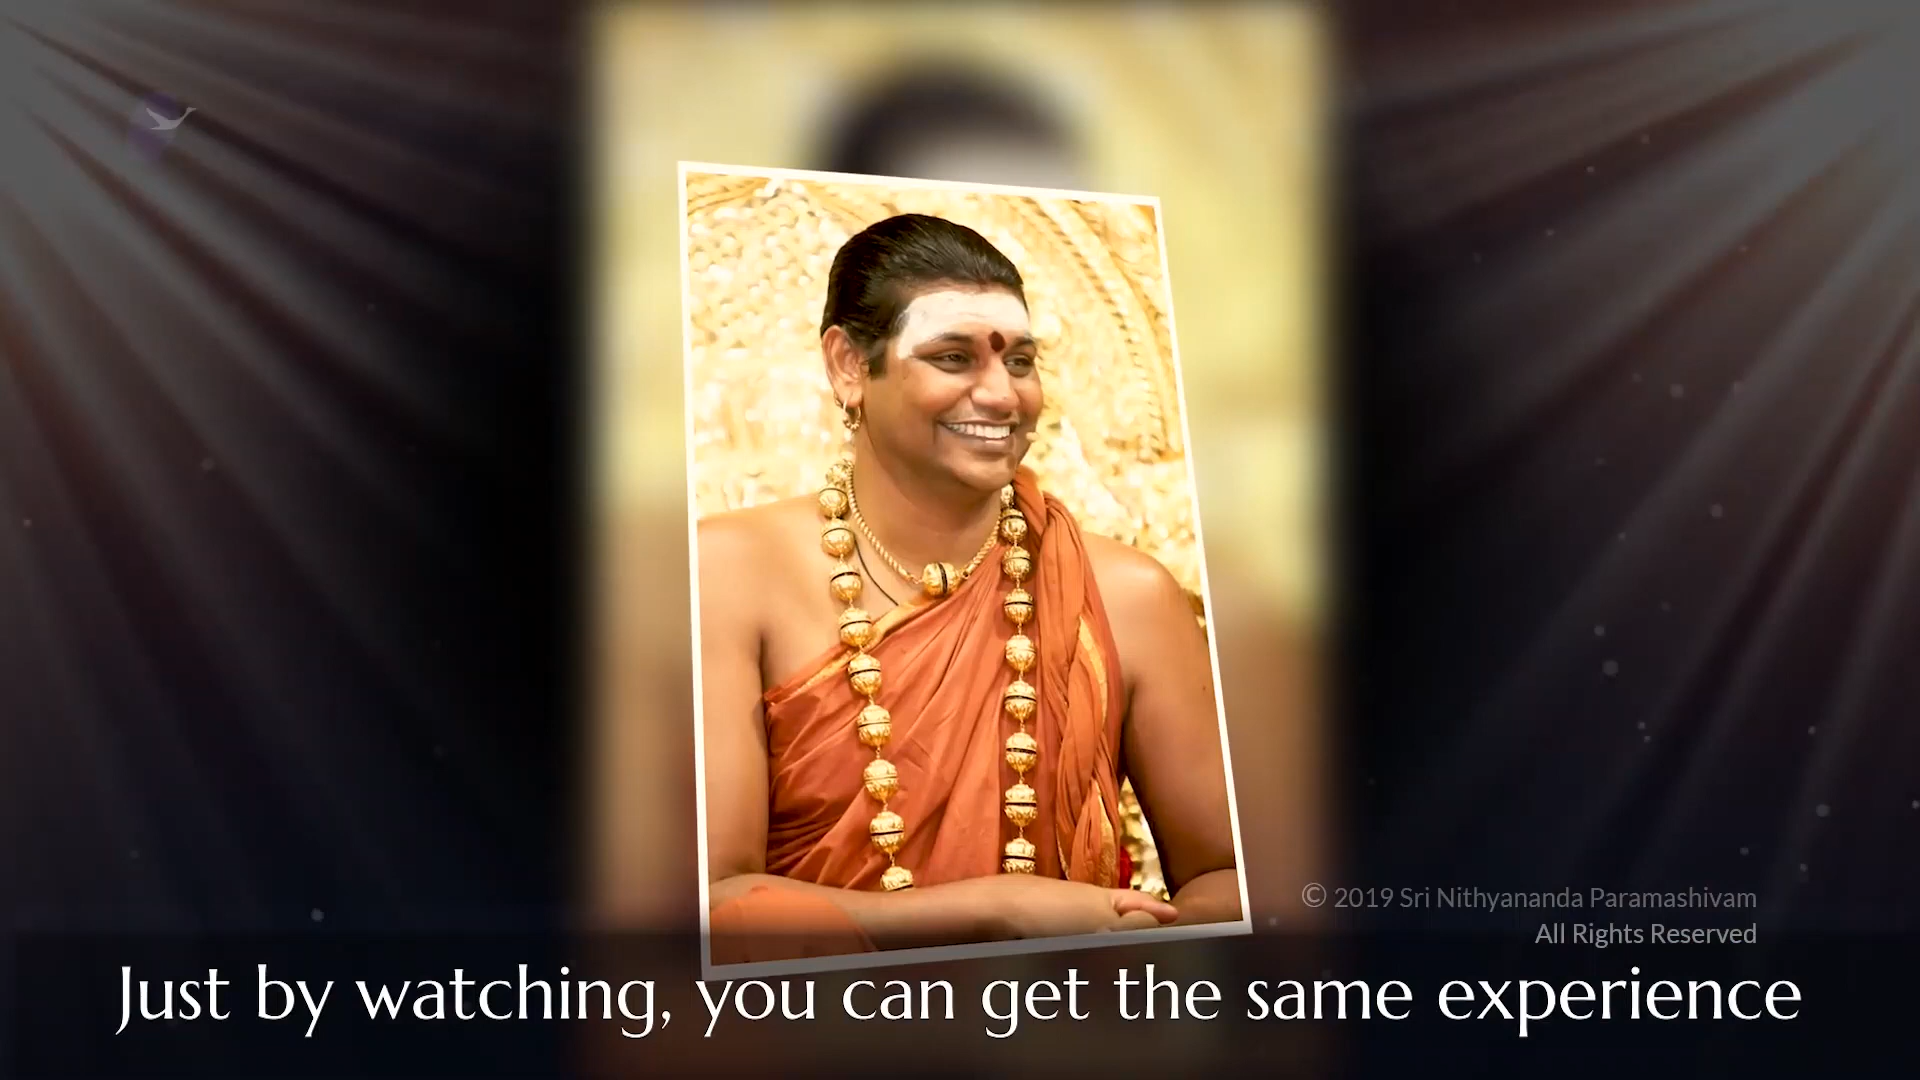 © 2019 Sri Nithyananda Paramashivam
All Rights Reserved
Just by watching, you can get the same experience